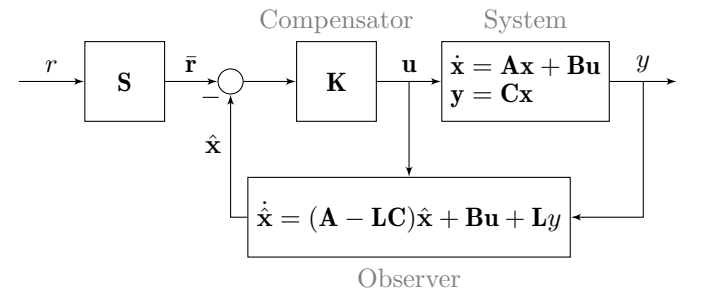 Compensator
System
r
S
r̄
−
K
u
ẋ = Ax + Bu
y = Cx
y
x̂
x̂̇ = (A − LC)x̂ + Bu + Ly
Observer